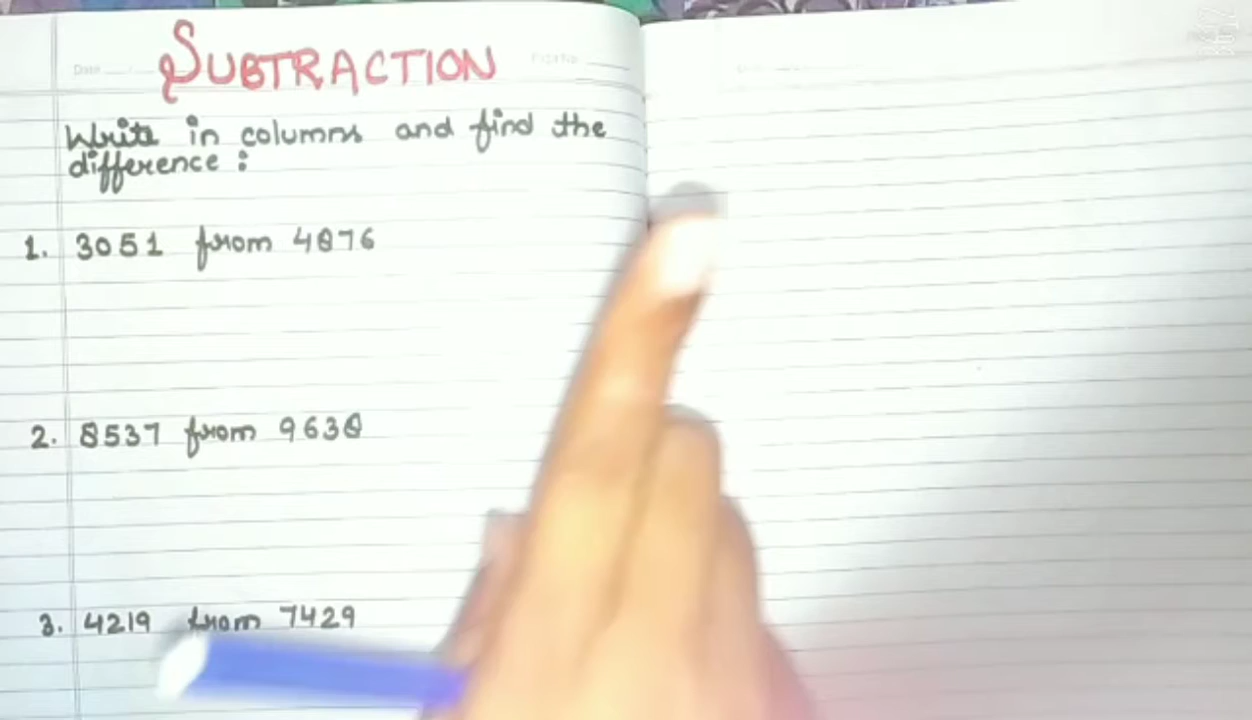 SUBTRACTION
Date
Write in columns and find the
difference :
1. 3051 from 4876
2. 8537 from 9638
3. 4219 from 7429